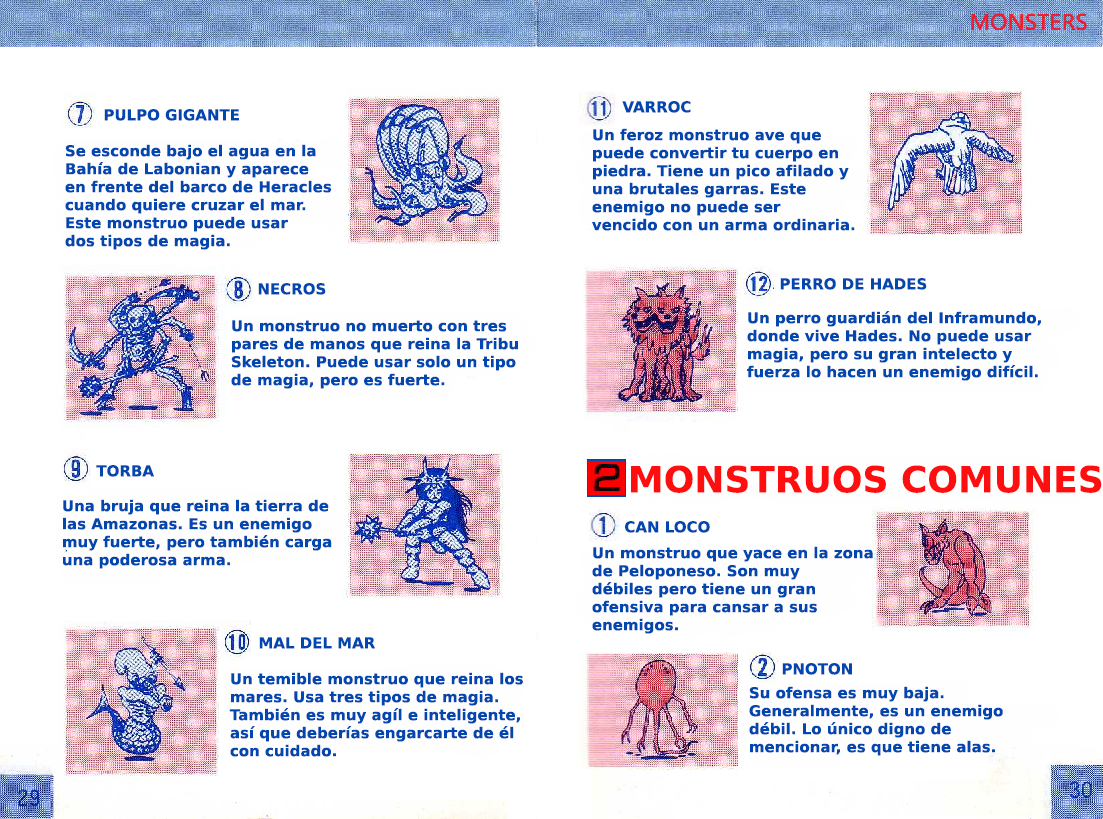 MONSTERS
7 PULPO GIGANTE
Se esconde bajo el agua en la
Bahía de Labonian y aparece
en frente del barco de Heracles
cuando quiere cruzar el mar.
Este monstruo puede usar
dos tipos de magia.
8 NECROS
Un monstruo no muerto con tres
pares de manos que reina la Tribu
Skeleton. Puede usar solo un tipo
de magia, pero es fuerte.
9 TORBA
Una bruja que reina la tierra de
las Amazonas. Es un enemigo
muy fuerte, pero también carga
una poderosa arma.
10 MAL DEL MAR
Un temible monstruo que reina los
mares. Usa tres tipos de magia.
También es muy agíl e inteligente,
así que deberías engarcarte de él
con cuidado.
29
11 VARROC
Un feroz monstruo ave que
puede convertir tu cuerpo en
piedra. Tiene un pico afilado y
una brutales garras. Este
enemigo no puede ser
vencido con un arma ordinaria.
12 PERRO DE HADES
Un perro guardián del Inframundo,
donde vive Hades. No puede usar
magia, pero su gran intelecto y
fuerza lo hacen un enemigo difícil.
2 MONSTRUOS COMUNES
1 CAN LOCO
Un monstruo que yace en la zona
de Peloponeso. Son muy
débiles pero tiene un gran
ofensiva para cansar a sus
enemigos.
2 PNOTON
Su ofensa es muy baja.
Generalmente, es un enemigo
débil. Lo único digno de
mencionar, es que tiene alas.
30